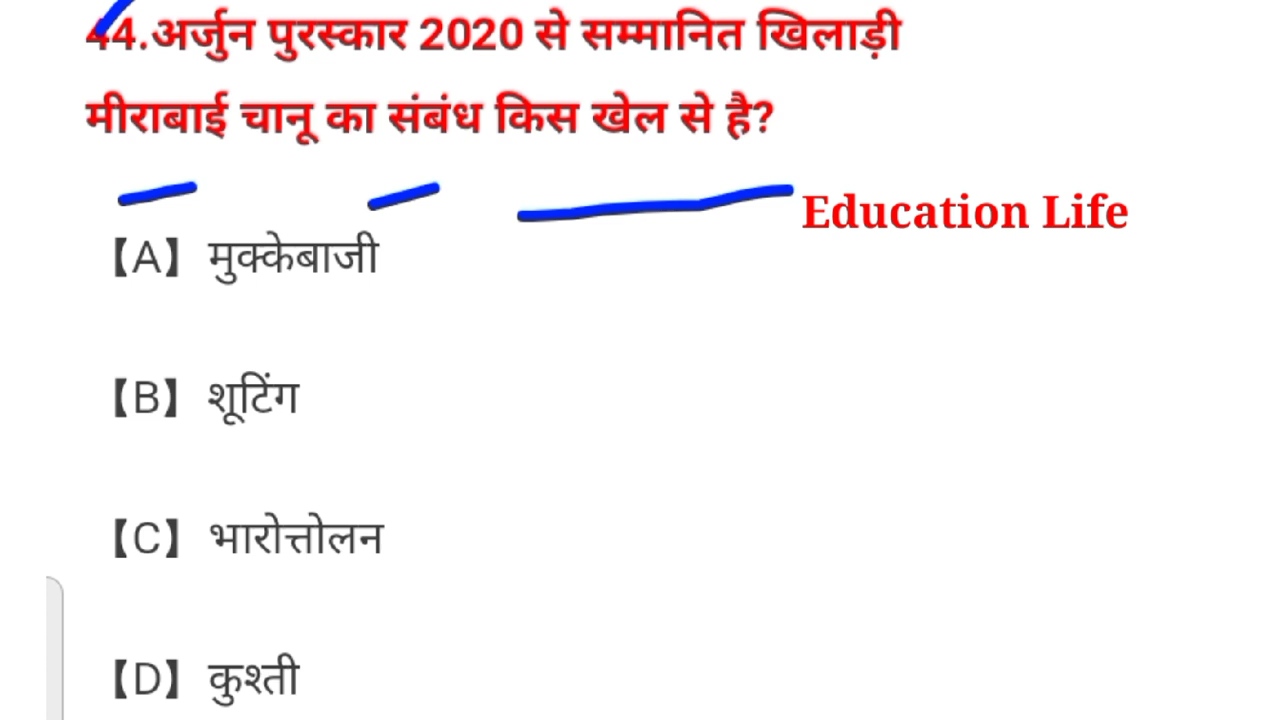 44.अर्जुन पुरस्कार 2020 से सम्मानित खिलाड़ी
मीराबाई चानू का संबंध किस खेल से है?
Education Life
【A】 मुक्केबाजी
【B】 शूटिंग
【C】 भारोत्तोलन
【D】 कुश्ती